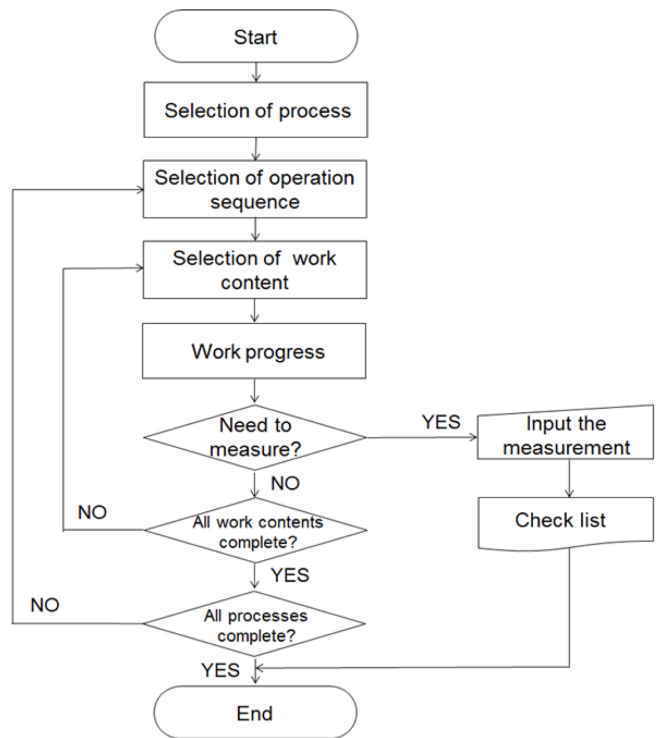 Start
Selection of process
Selection of operation
sequence
Selection of work
content
Work progress
Need to
measure?
YES
Input the
measurement
NO
Check list
NO
All work contents
complete?
YES
NO
All processes
complete?
YES
End